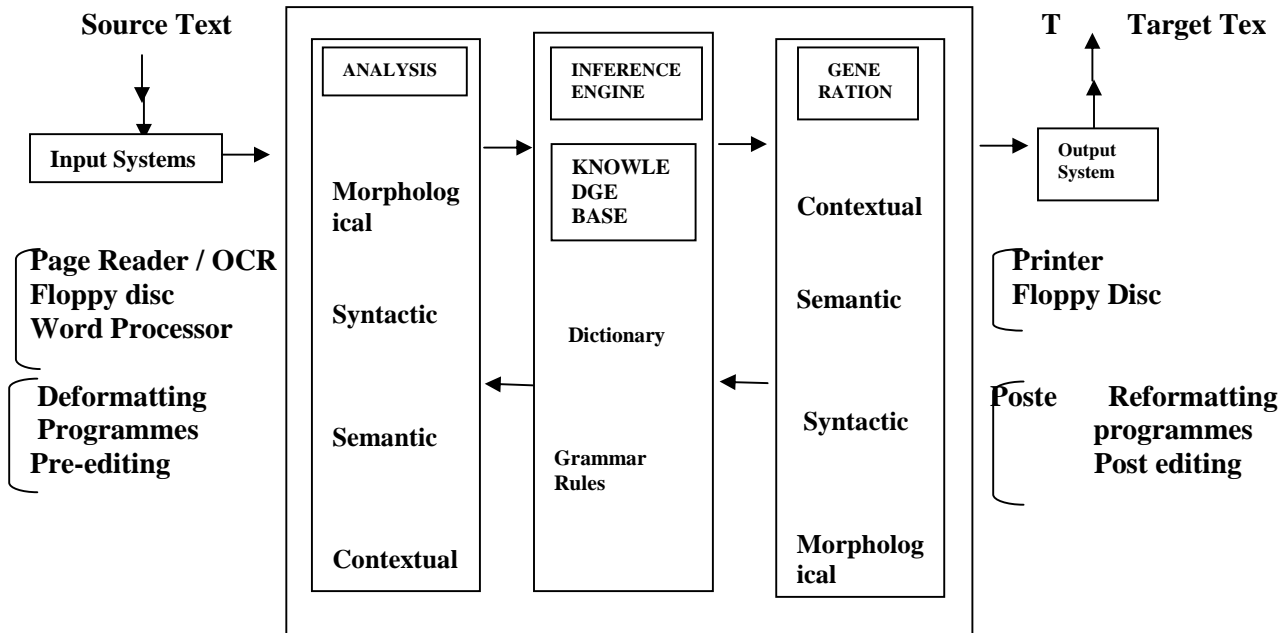 Source Text
Input Systems
Page Reader / OCR
Floppy disc
Word Processor
Deformatting
Programmes
Pre-editing
ANALYSIS
Morpholog
ical
Syntactic
Semantic
Contextual
INFERENCE
ENGINE
KNOWLE
DGE
BASE
Dictionary
Grammar
Rules
GENE
RATION
Contextual
Semantic
Syntactic
Morpholog
ical
T Target Tex
Output
System
Printer
Floppy Disc
Poste Reformatting
programmes
Post editing